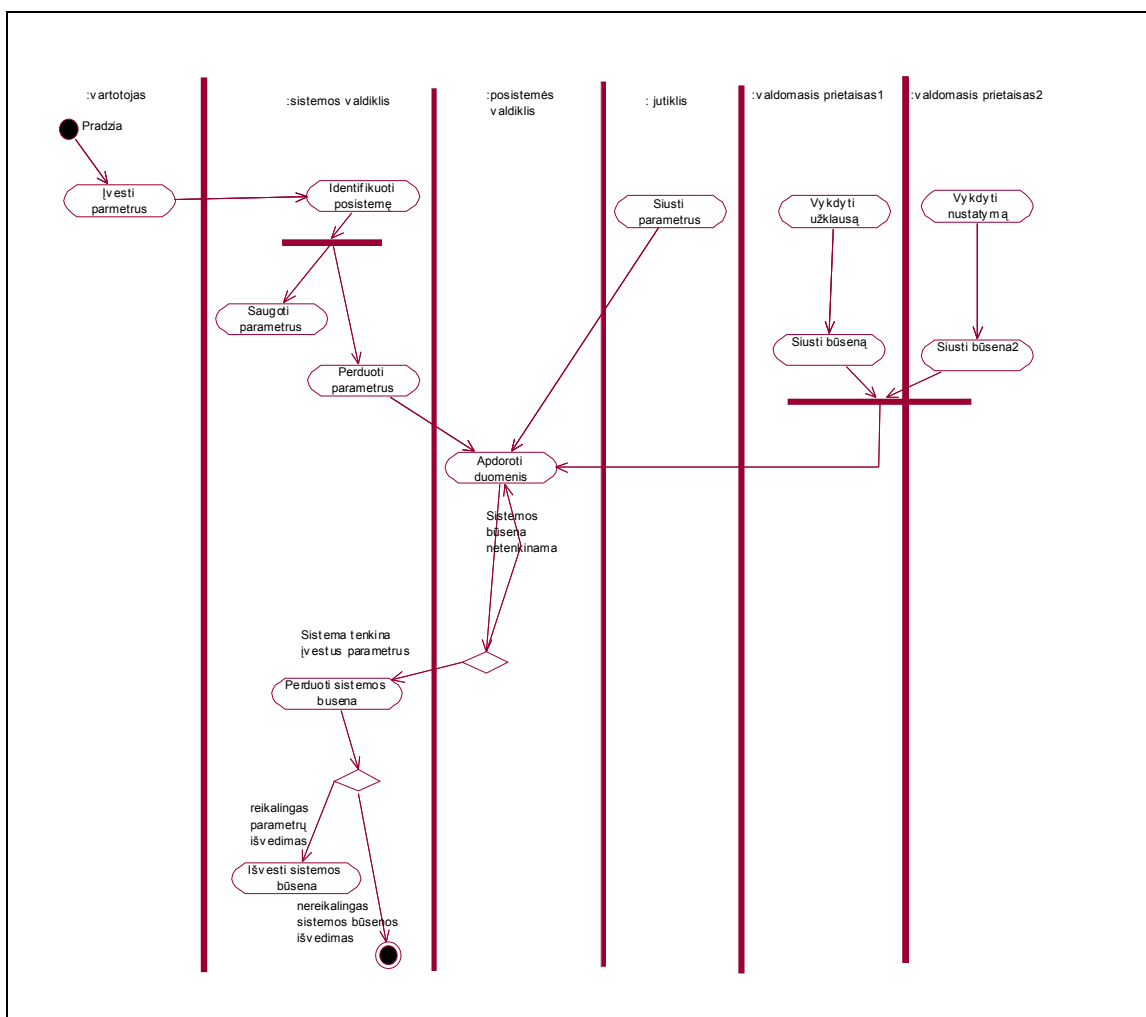 :vartotojas
:sistemos valdiklis
:posistemės
valdiklis
: jutiklis
:valdomasis prietaisas1
:valdomasis prietaisas2
Pradzia
Įvesti
parmetrus
Identifikuoti
posistemę
Siusti
parametrus
Vykdyti
užklausą
Vykdyti
nustatymą
Saugoti
parametrus
Siusti būseną
Siusti būsena2
Perduoti
parametrus
Apdoroti
duomenis
Sistemos
būsena
netenkinama
Sistema tenkina
įvestus parametrus
Perduoti sistemos
busena
reikalingas
parametrų
išvedimas
Išvesti sistemos
būsena
nereikalingas
sistemos būsenos
išvedimas